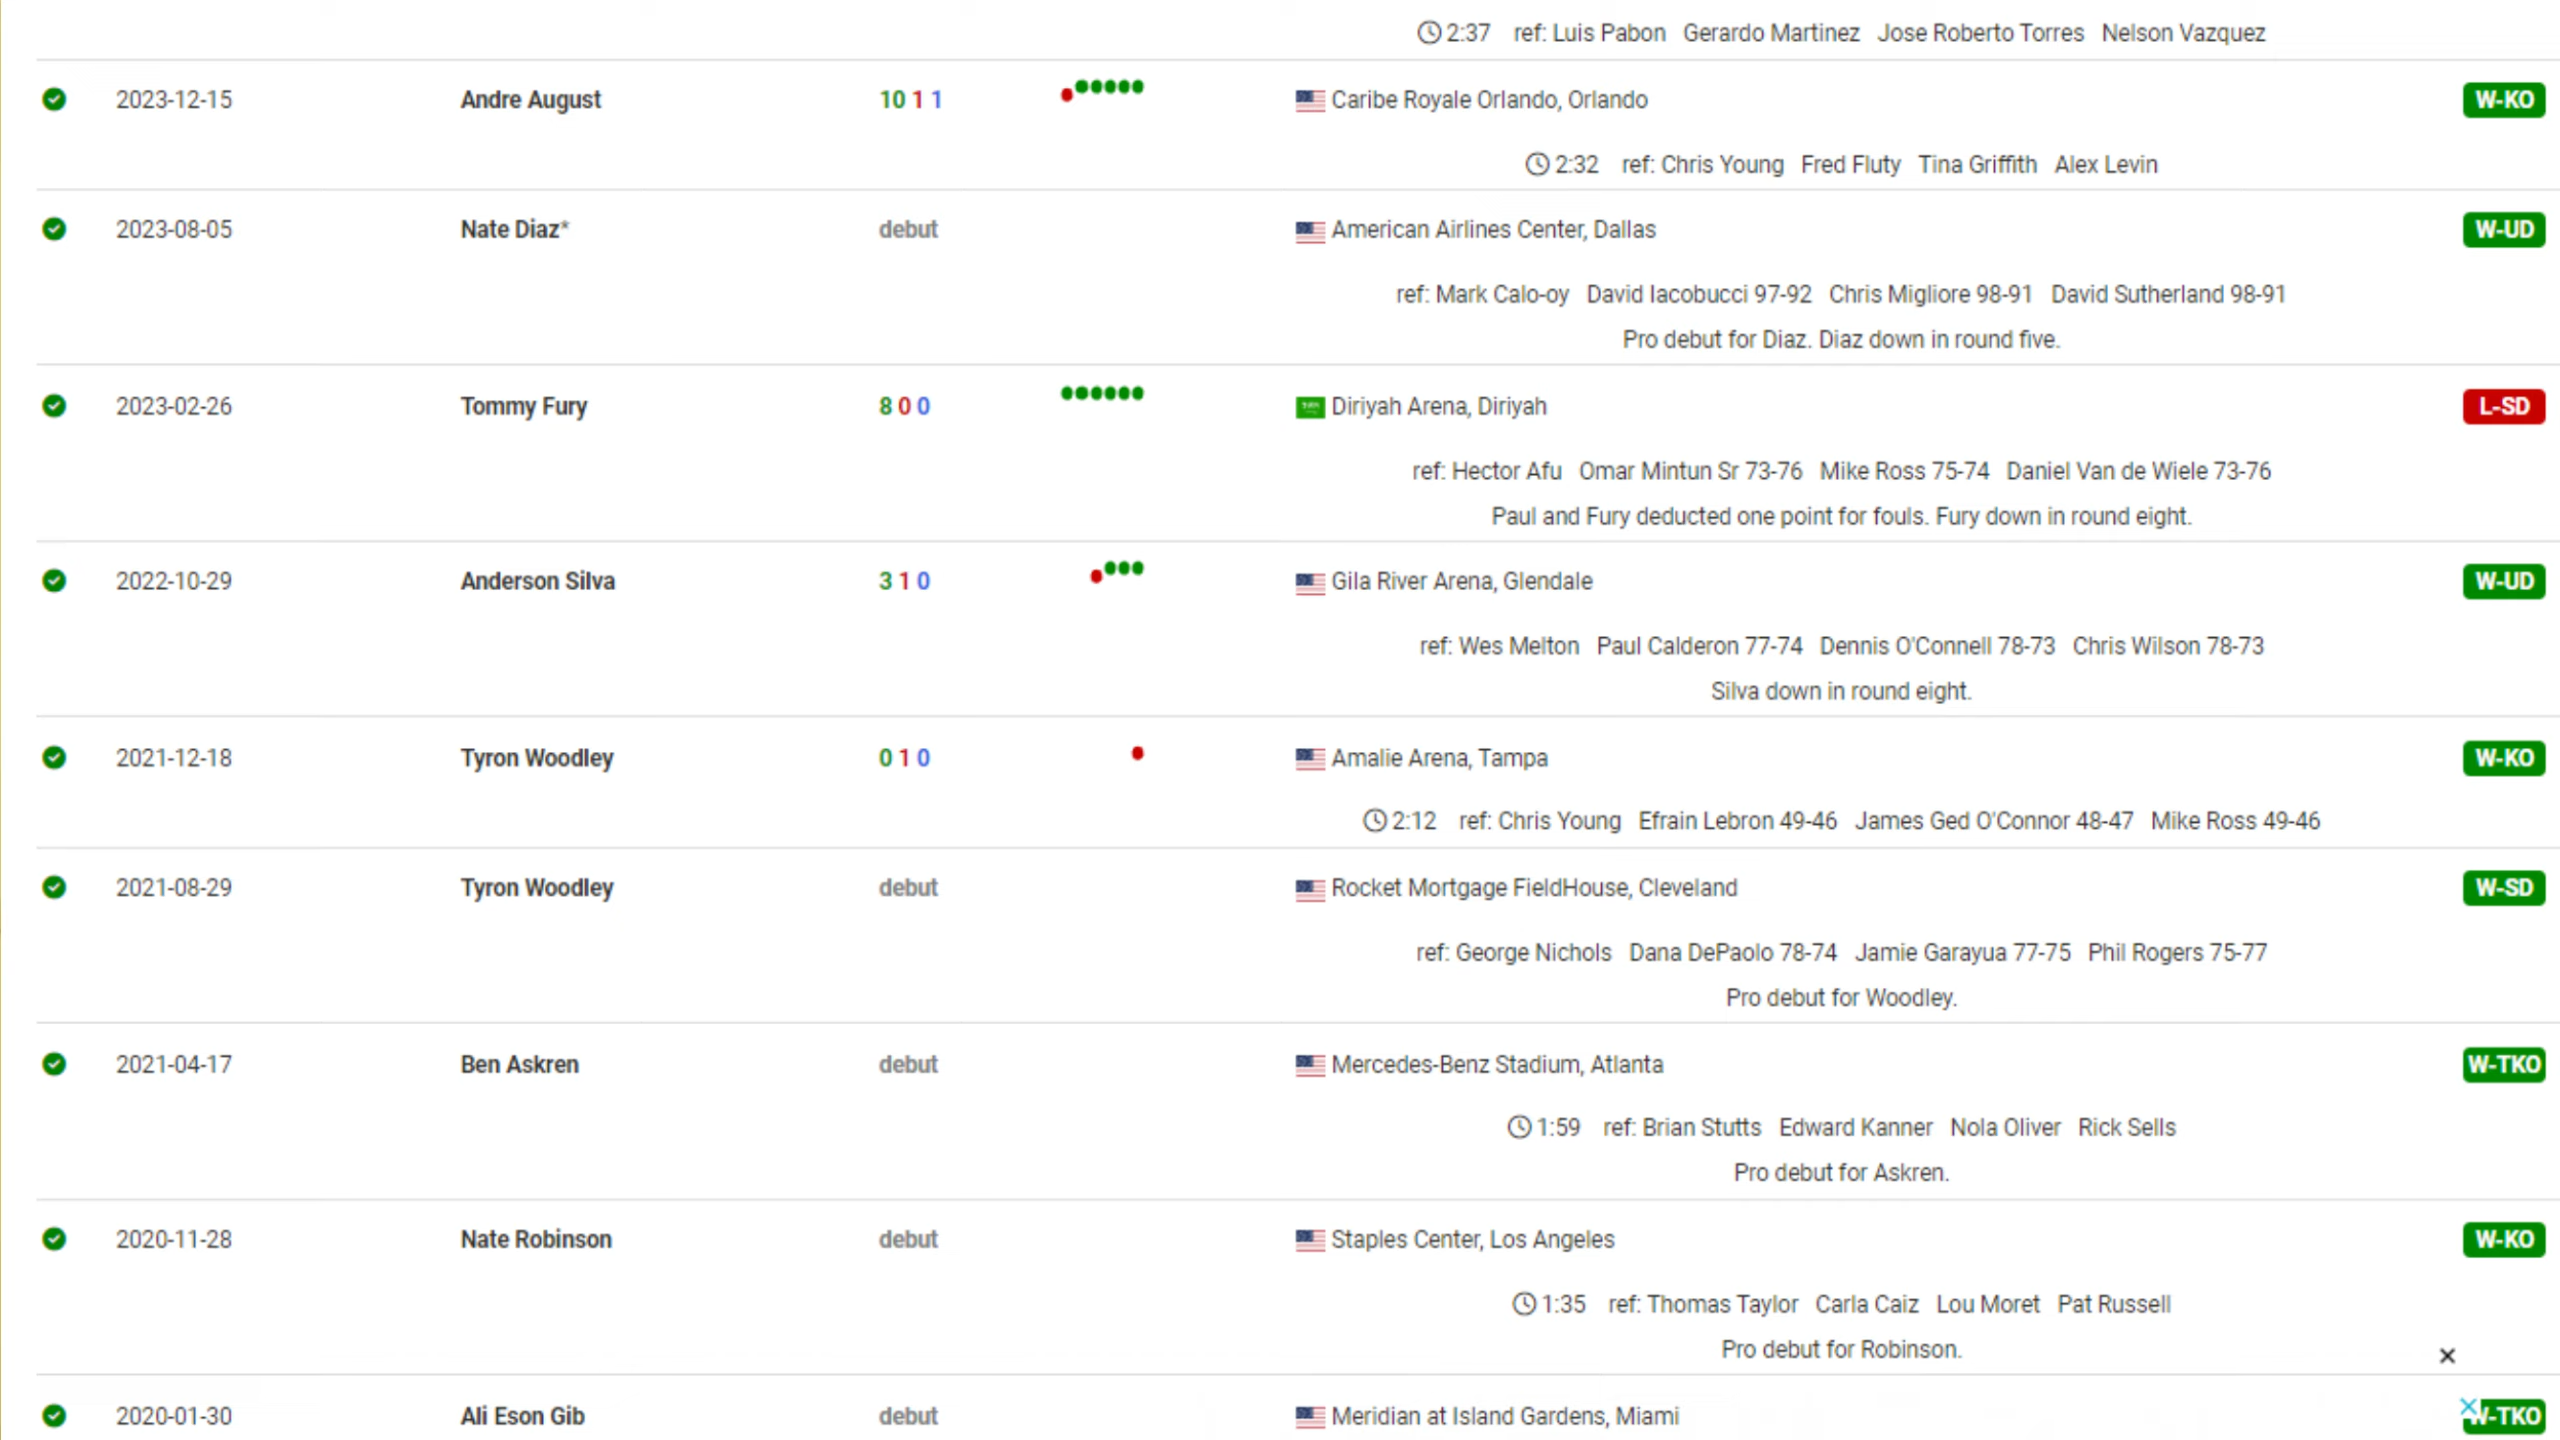 2:37 ref: Luis Pabon Gerardo Martinez Jose Roberto Torres Nelson Vazquez
2023-12-15 Andre August 10 1 1 Caribe Royale Orlando, Orlando W-KO
2:32 ref: Chris Young Fred Fluty Tina Griffith Alex Levin
2023-08-05 Nate Diaz* debut American Airlines Center, Dallas W-UD
ref: Mark Calo-oy David Iacobucci 97-92 Chris Migliore 98-91 David Sutherland 98-91
Pro debut for Diaz. Diaz down in round five.
2023-02-26 Tommy Fury 8 0 0 Diriyah Arena, Diriyah L-SD
ref: Hector Afu Omar Mintun Sr 73-76 Mike Ross 75-74 Daniel Van de Wiele 73-76
Paul and Fury deducted one point for fouls. Fury down in round eight.
2022-10-29 Anderson Silva 3 1 0 Gila River Arena, Glendale W-UD
ref: Wes Melton Paul Calderon 77-74 Dennis O'Connell 78-73 Chris Wilson 78-73
Silva down in round eight.
2021-12-18 Tyron Woodley 0 1 0 Amalie Arena, Tampa W-KO
2:12 ref: Chris Young Efrain Lebron 49-46 James Ged O'Connor 48-47 Mike Ross 49-46
2021-08-29 Tyron Woodley debut Rocket Mortgage FieldHouse, Cleveland W-SD
ref: George Nichols Dana DePaolo 78-74 Jamie Garayua 77-75 Phil Rogers 75-77
Pro debut for Woodley.
2021-04-17 Ben Askren debut Mercedes-Benz Stadium, Atlanta W-TKO
1:59 ref: Brian Stutts Edward Kanner Nola Oliver Rick Sells
Pro debut for Askren.
2020-11-28 Nate Robinson debut Staples Center, Los Angeles W-KO
1:35 ref: Thomas Taylor Carla Caiz Lou Moret Pat Russell
Pro debut for Robinson.
2020-01-30 Ali Eson Gib debut Meridian at Island Gardens, Miami W-TKO